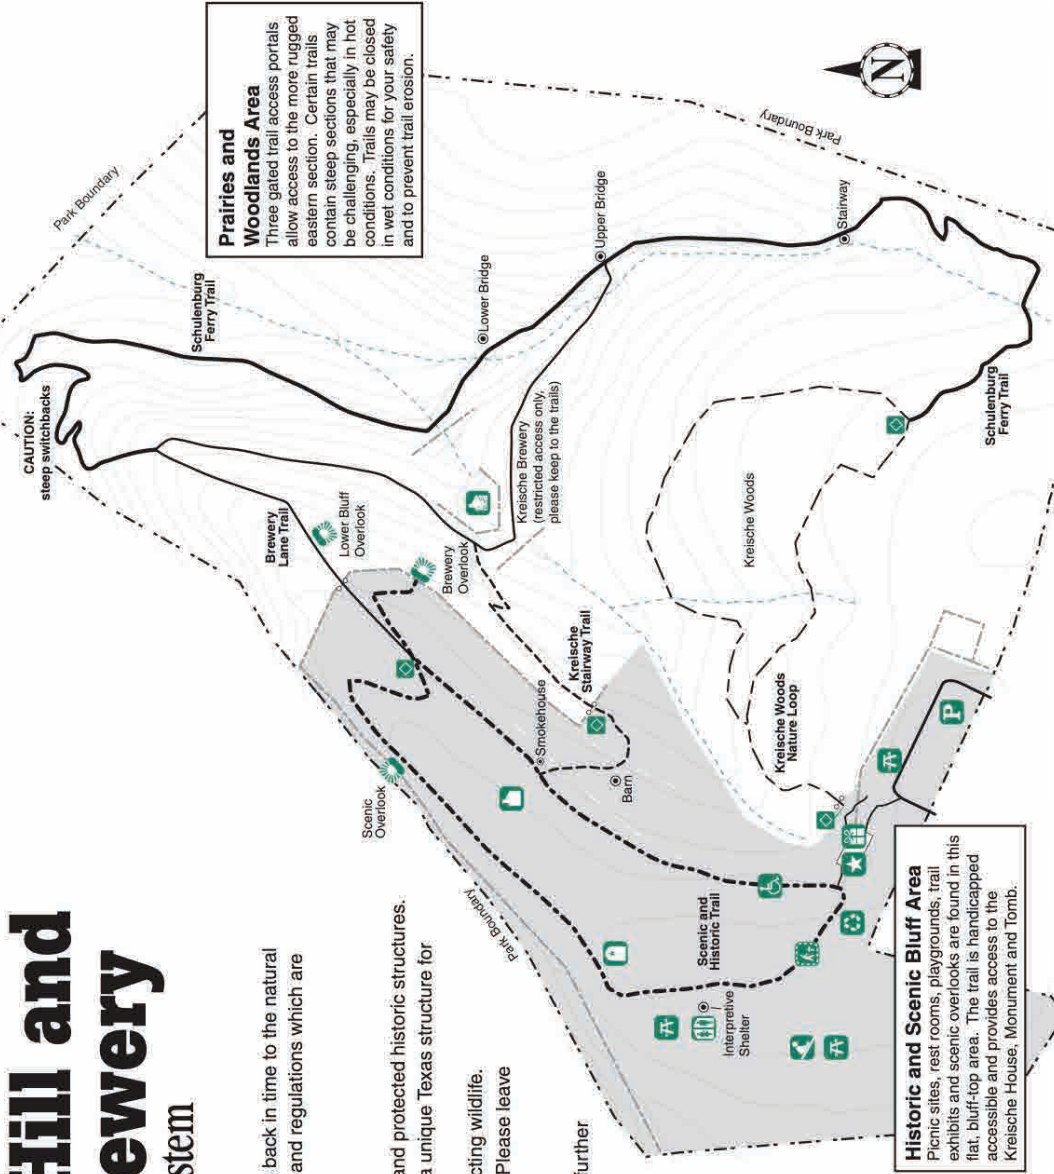 Hill and
ewery
stem
back in time to the natural
and regulations which are
and protected historic structures.
a unique Texas structure for
cting wildlife.
Please leave
further
Prairies and
Woodlands Area
Three gated trail access portals
allow access to the more rugged
eastern section. Certain trails
contain steep sections that may
be challenging, especially in hot
conditions. Trails may be closed
in wet conditions for your safety
and to prevent trail erosion.
Park Boundary
N
Park Boundary
CAUTION:
steep switchbacks
Schulenburg
Ferry Trail
Lower Bridge
Upper Bridge
Stairway
Brewery
Lane Trail
Lower Bluff
Overlook
Brewery
Overlook
Kreische Brewery
(restricted access only,
please keep to the trails)
Kreische
Stairway Trail
Kreische Woods
Schulenburg
Ferry Trail
Scenic
Overlook
Smokehouse
Barn
Kreische Woods
Nature Loop
Park Boundary
Scenic and
Historic Trail
Interpretive
Shelter
P
Historic and Scenic Bluff Area
Picnic sites, rest rooms, playgrounds, trail
exhibits and scenic overlooks are found in this
flat, bluff-top area. The trail is handicapped
accessible and provides access to the
Kreische House, Monument and Tomb.